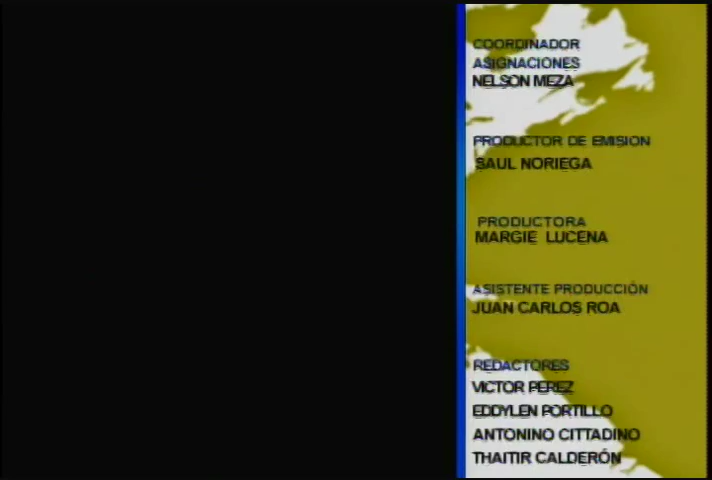 COORDINADOR
ASIGNACIONES
NELSON MEZA
PRODUCTOR DE EMISION
SAUL NORIEGA
PRODUCTORA
MARGIE LUCENA
ASISTENTE PRODUCCIÓN
JUAN CARLOS ROA
REDACTORES
VICTOR PEREZ
EDDYLEN PORTILLO
ANTONINO CITTADINO
THAITIR CALDERÓN